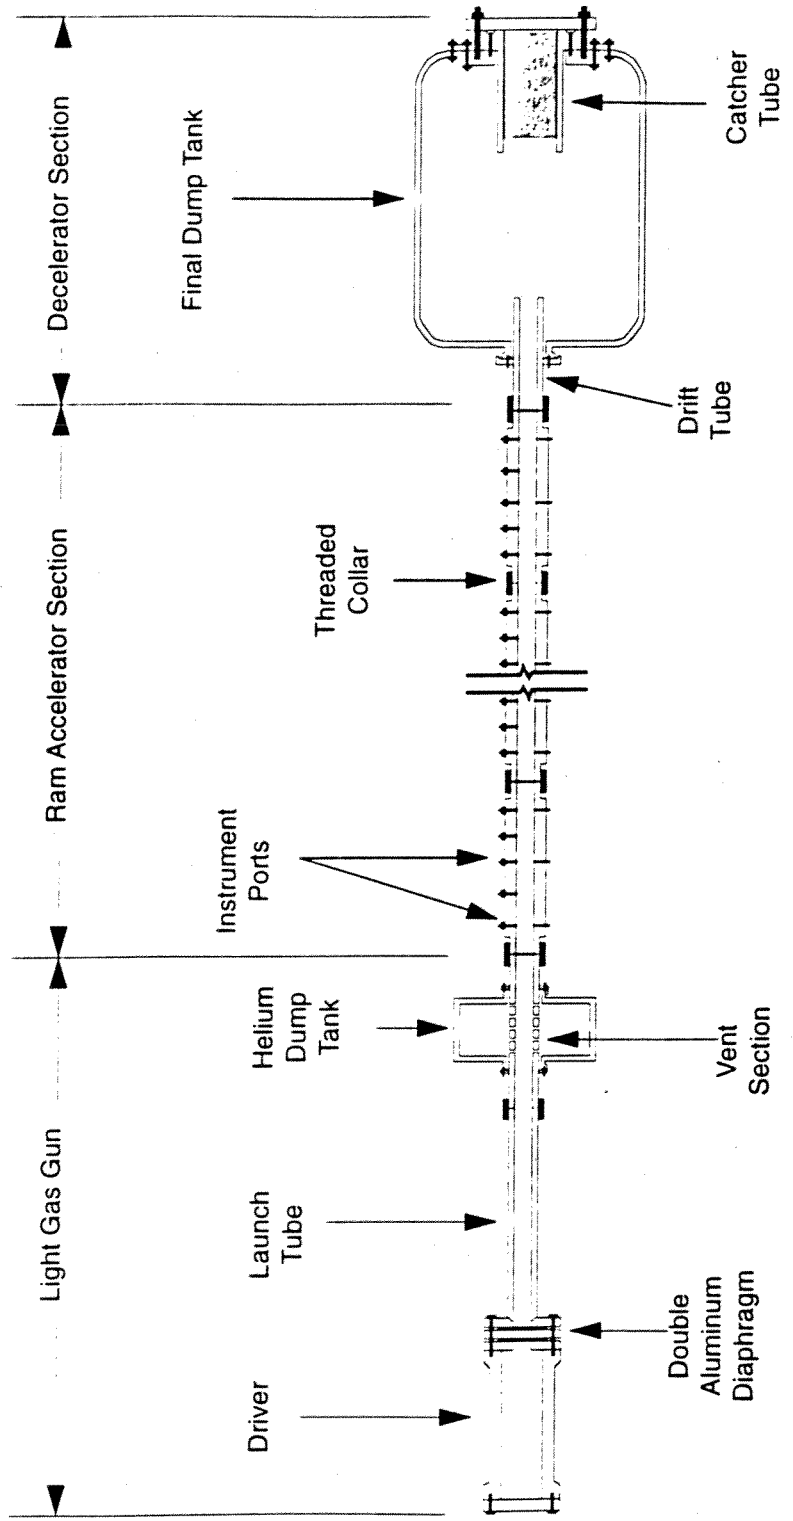 Light Gas Gun
Ram Accelerator Section
Decelerator Section
Driver
Launch
Tube
Helium
Dump
Tank
Instrument
Ports
Threaded
Collar
Final Dump Tank
Double
Aluminum
Diaphragm
Vent
Section
Drift
Tube
Catcher
Tube